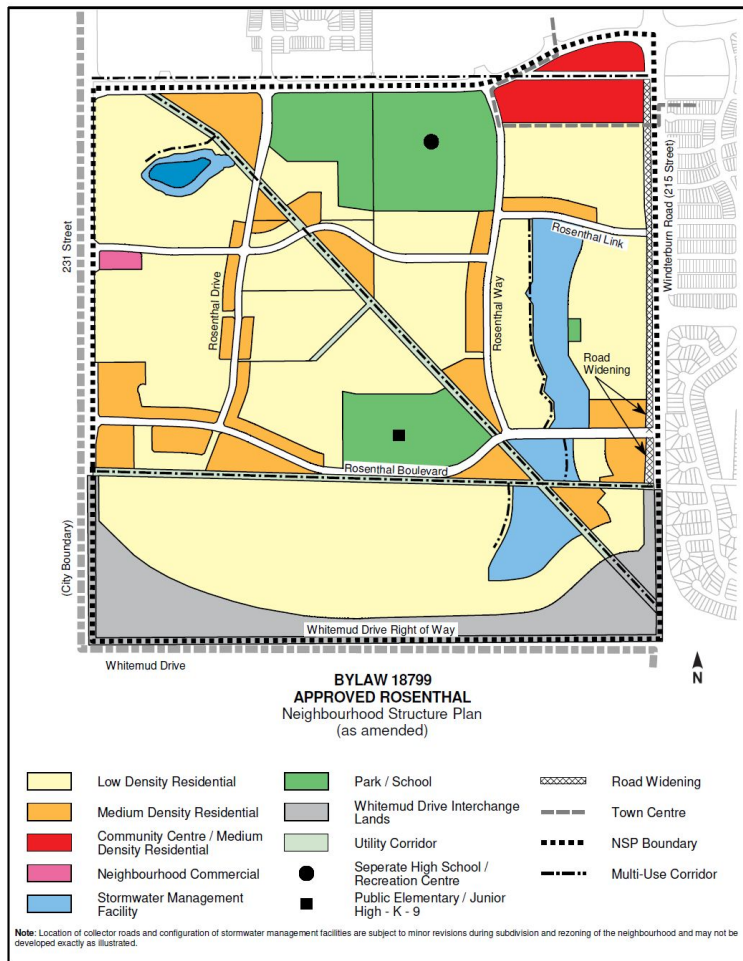 231 Street
Rosenthal Drive
Rosenthal Way
Rosenthal Link
Windterburn Road (215 Street)
Road
Widening
Rosenthal Boulevard
(City Boundary)
Whitemud Drive Right of Way
Whitemud Drive
N
BYLAW 18799
APPROVED ROSENTHAL
Neighbourhood Structure Plan
(as amended)
Low Density Residential
Medium Density Residential
Community Centre / Medium
Density Residential
Neighbourhood Commercial
Stormwater Management
Facility
Park / School
Whitemud Drive Interchange
Lands
Utility Corridor
Seperate High School /
Recreation Centre
Public Elementary / Junior
High - K - 9
Road Widening
Town Centre
NSP Boundary
Multi-Use Corridor
Note: Location of collector roads and configuration of stormwater management facilities are subject to minor revisions during subdivision and rezoning of the neighbourhood and may not be
developed exactly as illustrated.